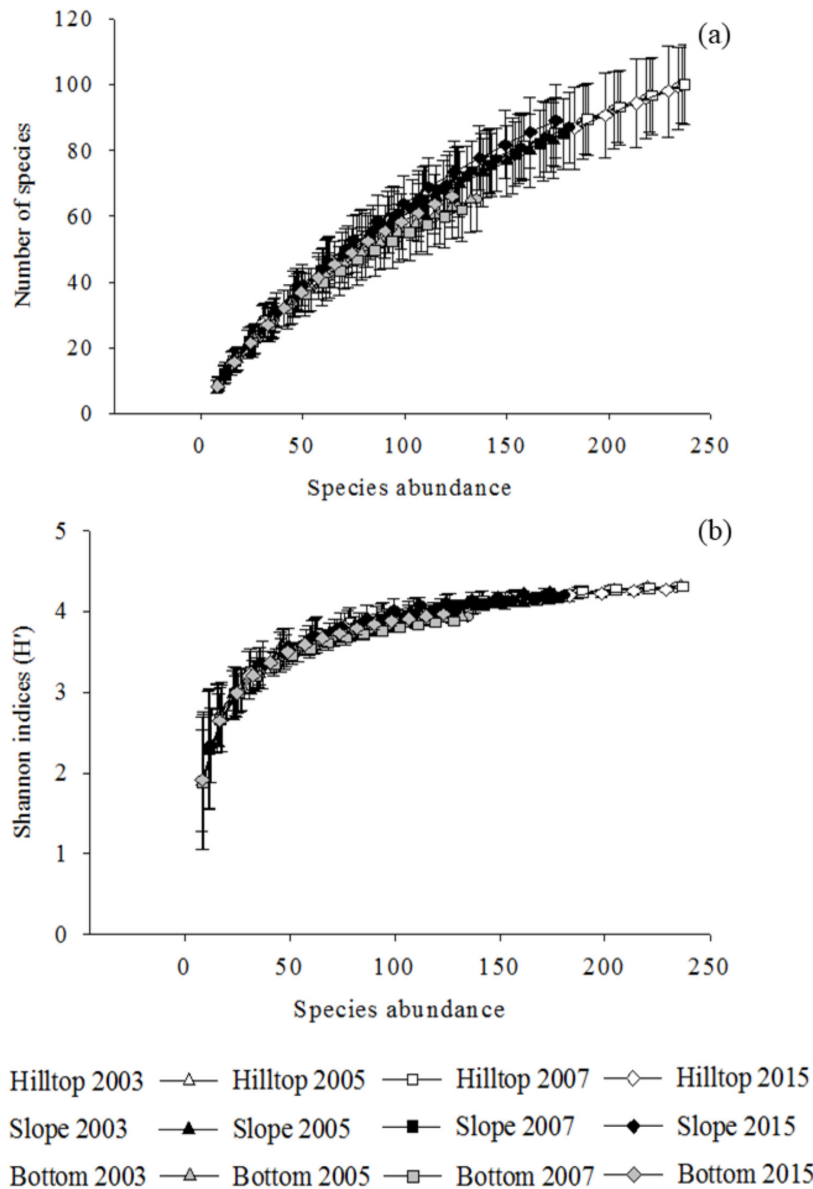 (a)
120
100
80
60
40
20
0
Number of species
0 50 100 150 200 250
Species abundance
(b)
5
4
3
2
1
0
Shannon indices (H')
0 50 100 150 200 250
Species abundance
Hilltop 2003 Hilltop 2005 Hilltop 2007 Hilltop 2015
Slope 2003 Slope 2005 Slope 2007 Slope 2015
Bottom 2003 Bottom 2005 Bottom 2007 Bottom 2015